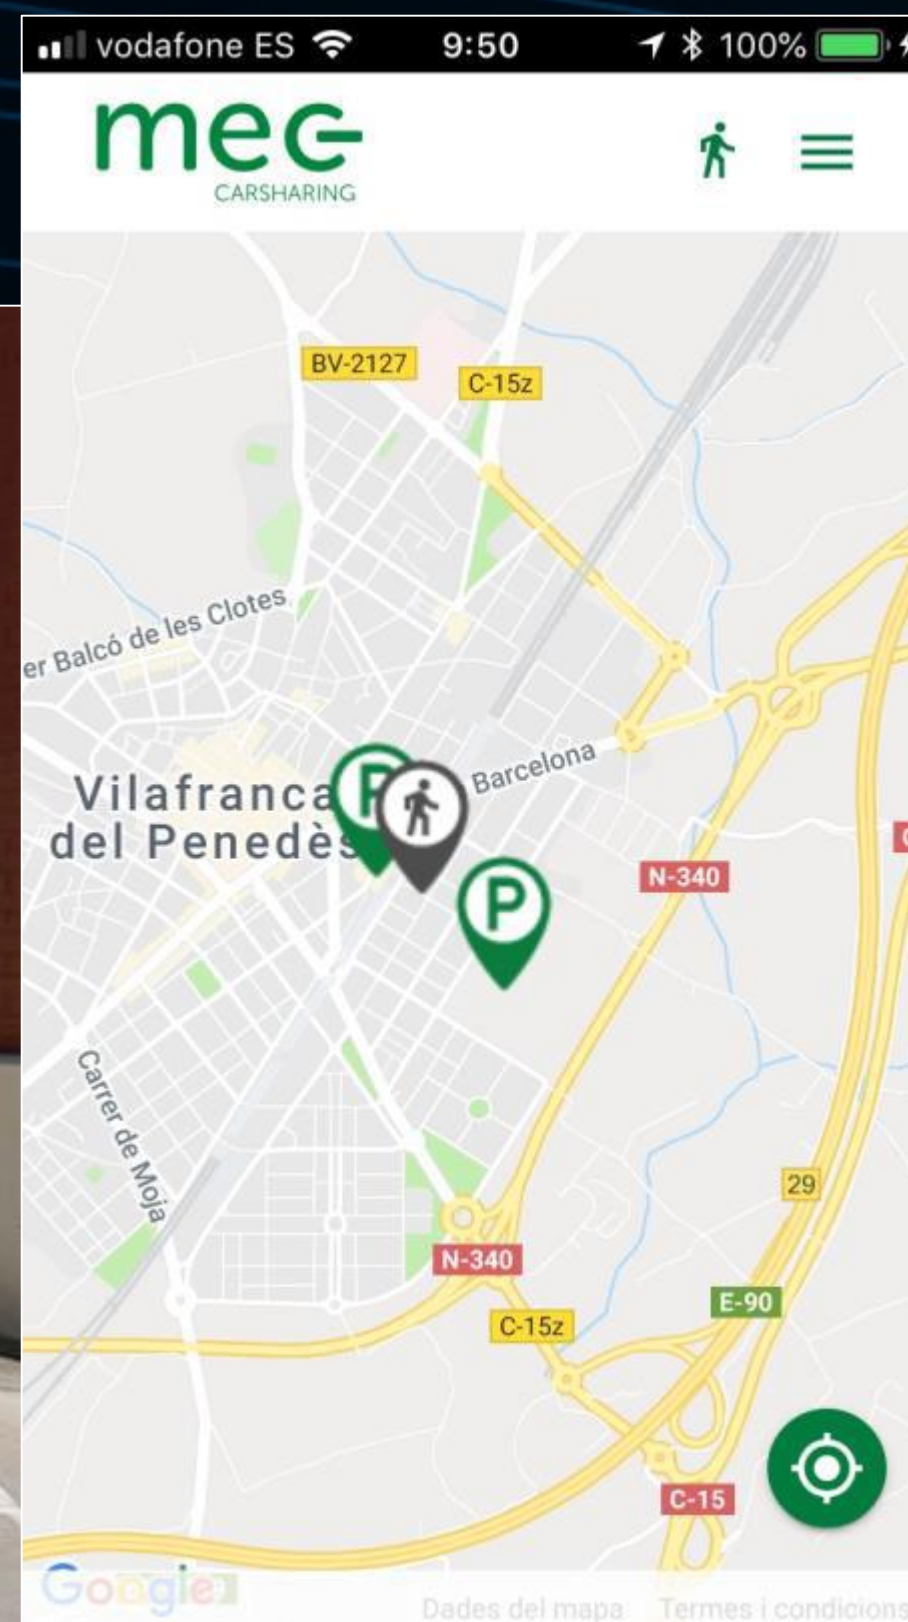 vodafone ES 9:50 100%
mec
CARSHARING
BV-2127
C-15z
er Balcó de les Clotes
Barcelona
Vilafranca
del Penedès
P
P
N-340
Carrer de Moja
29
N-340
E-90
C-15z
C-15
Google
Dades del mapa Termes i condicions